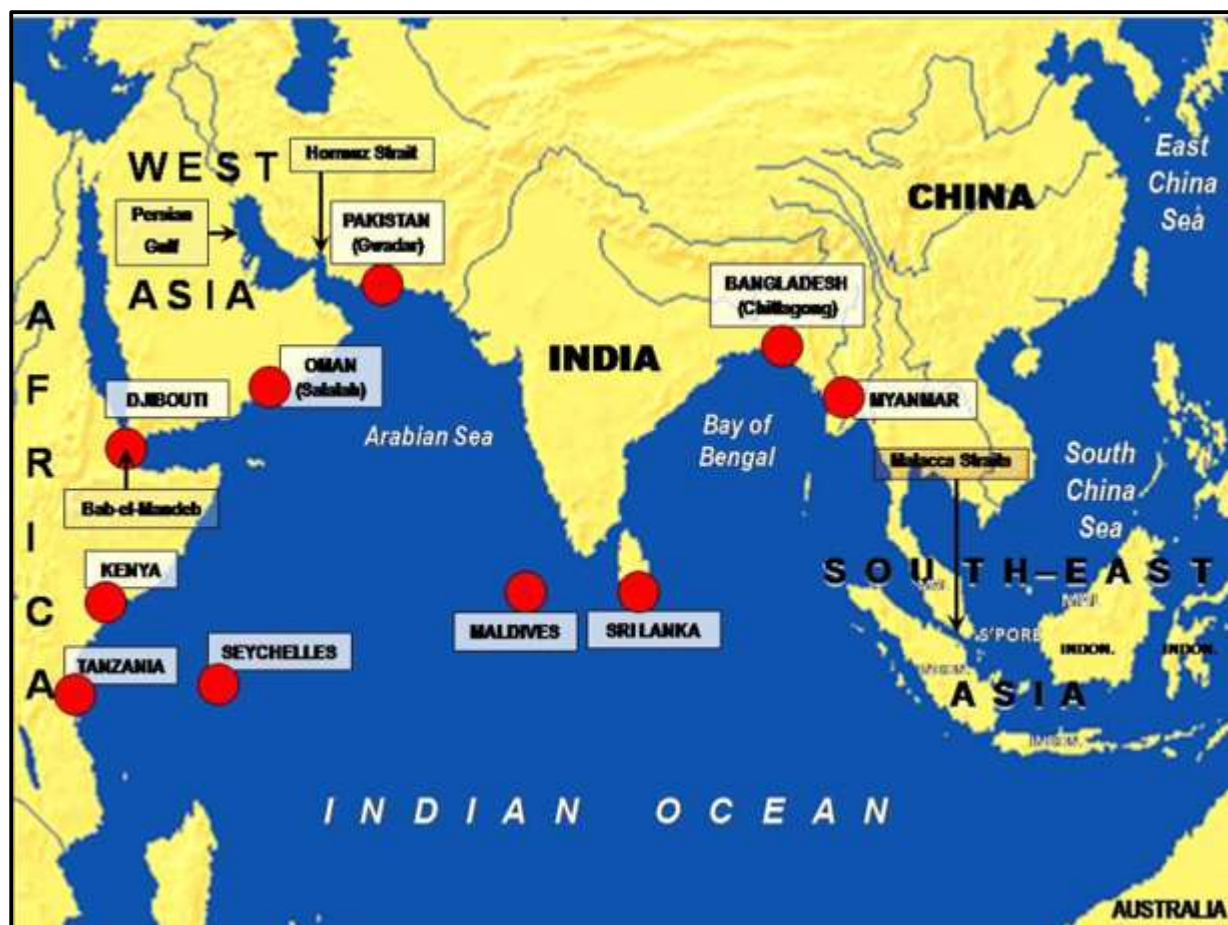 WEST
Hormuz Strait
East
China
Sea
CHINA
Persian
Gulf
PAKISTAN
(Gwadar)
ASIA
BANGLADESH
(Chittagong)
AFRICA
INDIA
OMAN
(Salalah)
DJIBOUTI
MYANMAR
Arabian Sea
Bay of
Bengal
Malacca Straits
South
China
Sea
Bab-el-Mandeb
KENYA
SOUTH-EAST
MALDIVES
SRI LANKA
S'PORE
INDON.
INDON.
SEYCHELLES
TANZANIA
ASIA
INDIAN OCEAN
AUSTRALIA